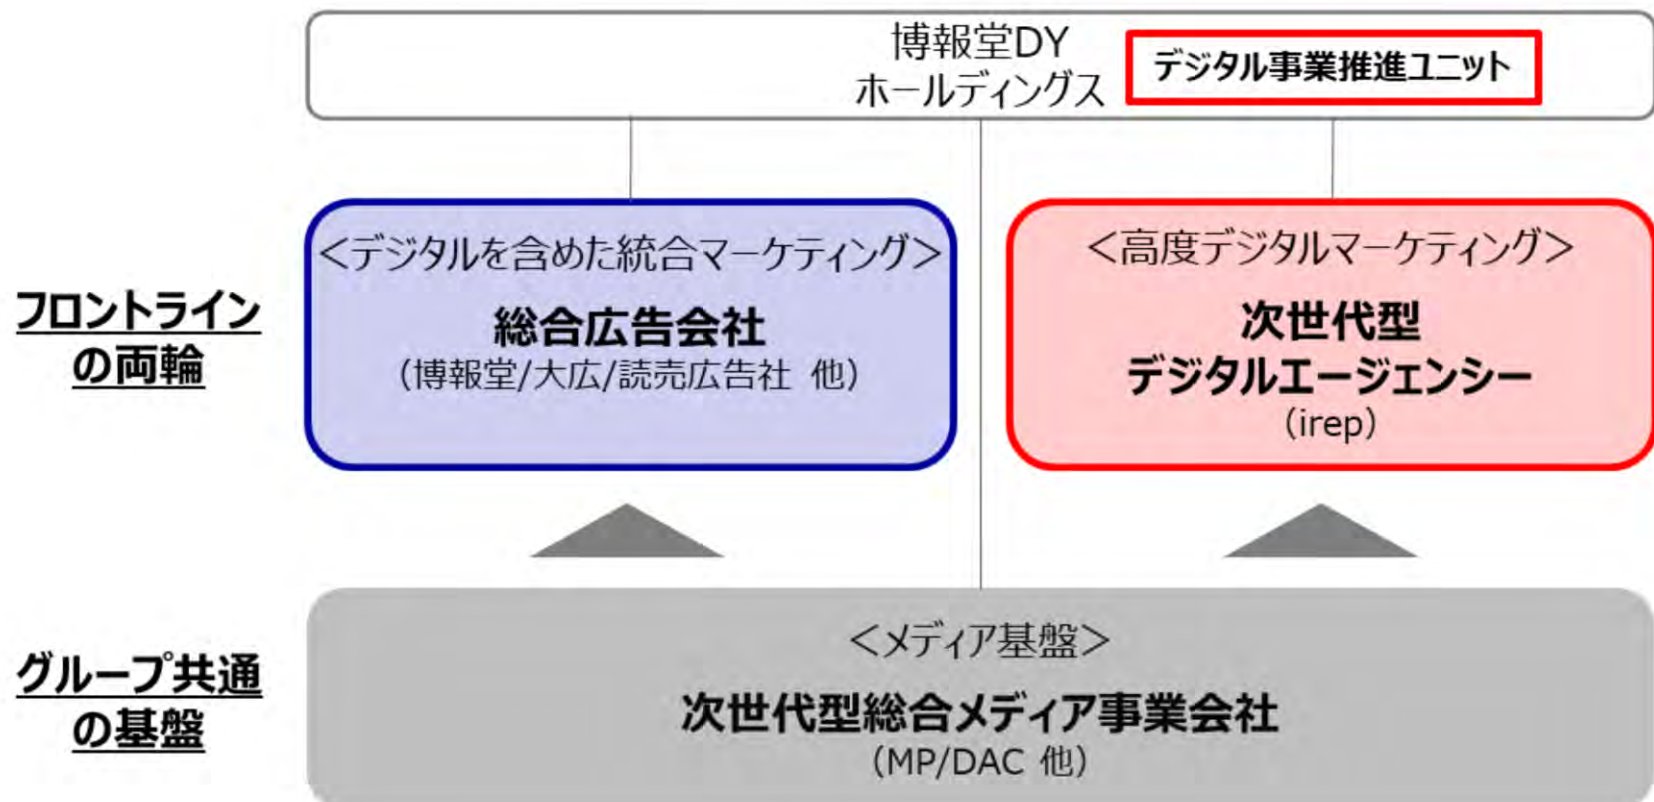 博報堂DY
ホールディングス
デジタル事業推進ユニット
フロントライン
の両輪
＜デジタルを含めた統合マーケティング＞
総合広告会社
（博報堂/大広/読売広告社 他）
＜高度デジタルマーケティング＞
次世代型
デジタルエージェンシー
（irep）
グループ共通
の基盤
＜メディア基盤＞
次世代型総合メディア事業会社
（MP/DAC 他）